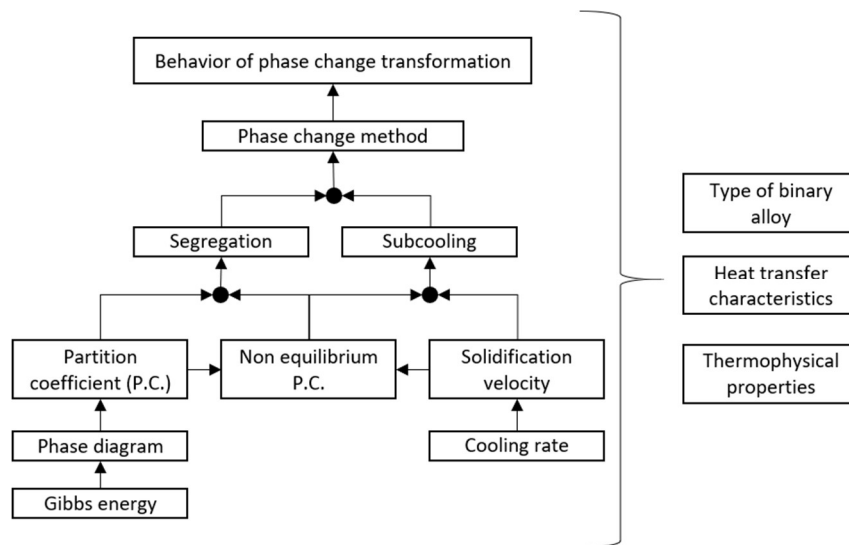 Behavior of phase change transformation
Phase change method
Segregation
Subcooling
Partition
coefficient (P.C.)
Non equilibrium
P.C.
Solidification
velocity
Phase diagram
Cooling rate
Gibbs energy
Type of binary
alloy
Heat transfer
characteristics
Thermophysical
properties